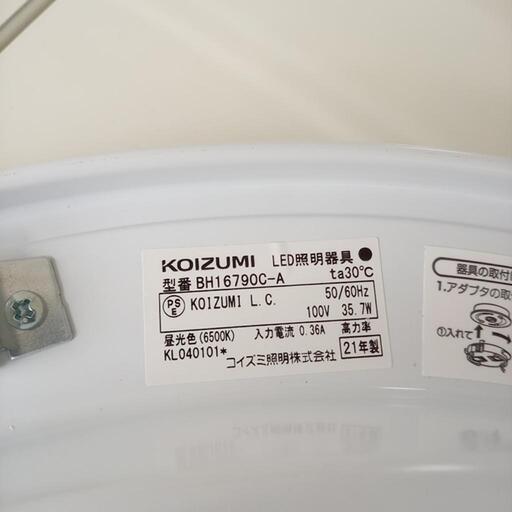 KOIZUMI LED照明器具 ●
型番 BH16790C-A ta30℃
PSE KOIZUMI L.C. 50/60Hz
100V 35.7W
昼光色(6500K) 入力電流 0.36A 高力率
KL040101* コイズミ照明株式会社 21年製
器具の取付け
1.アダプタの取
①入れて